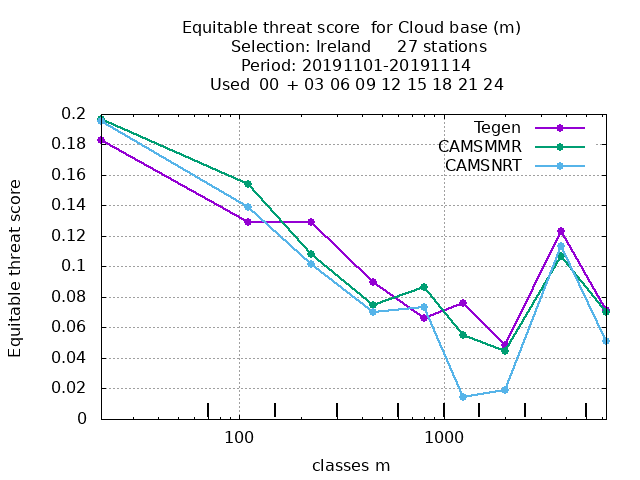 Equitable threat score  for Cloud base (m)
Selection: Ireland     27 stations
Period: 20191101-20191114
Used  00 + 03 06 09 12 15 18 21 24
Tegen
CAMSMMR
CAMSNRT
0.2
0.18
0.16
0.14
0.12
0.1
0.08
0.06
0.04
0.02
0
Equitable threat score
100
1000
classes m